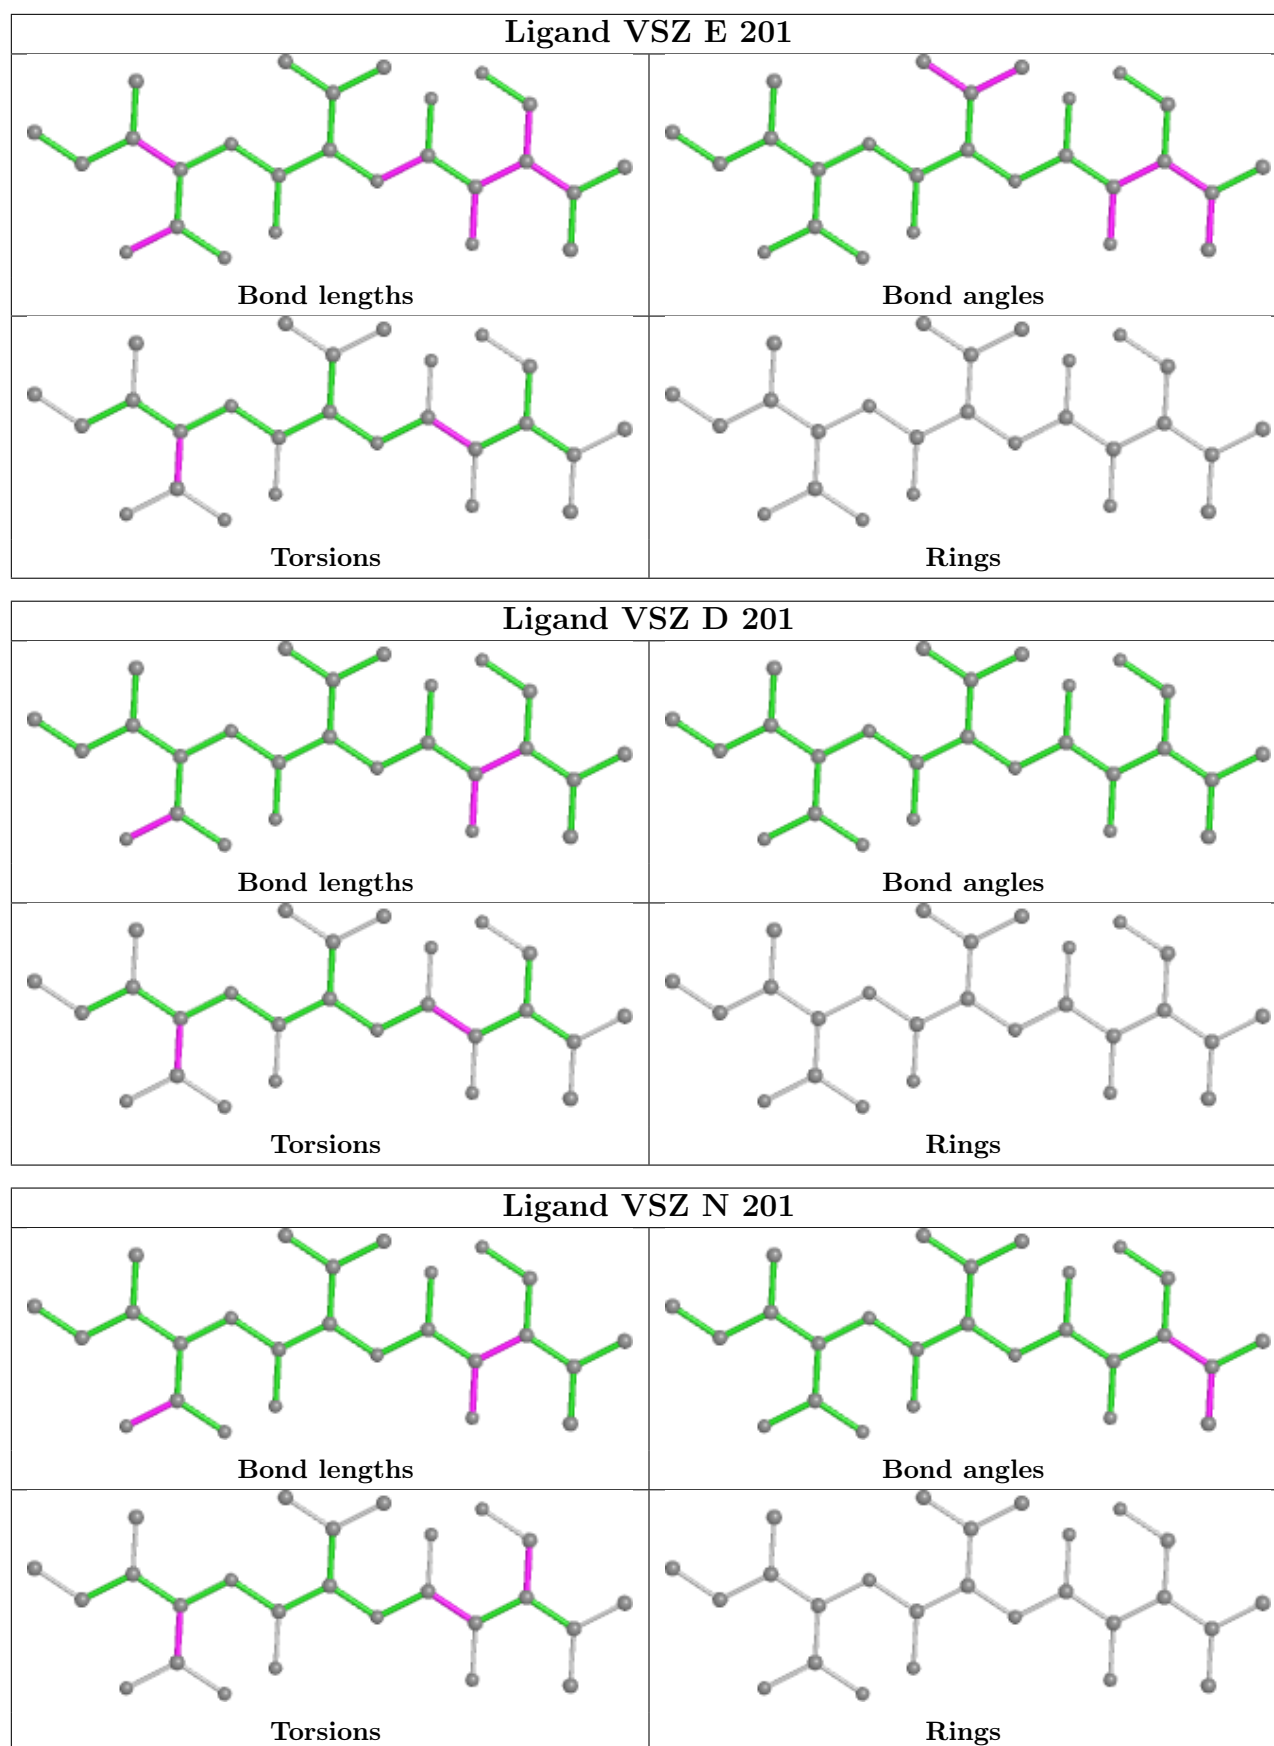 Ligand VSZ E 201
Bond lengths
Bond angles
Torsions
Rings
Ligand VSZ D 201
Bond lengths
Bond angles
Torsions
Rings
Ligand VSZ N 201
Bond lengths
Bond angles
Torsions
Rings